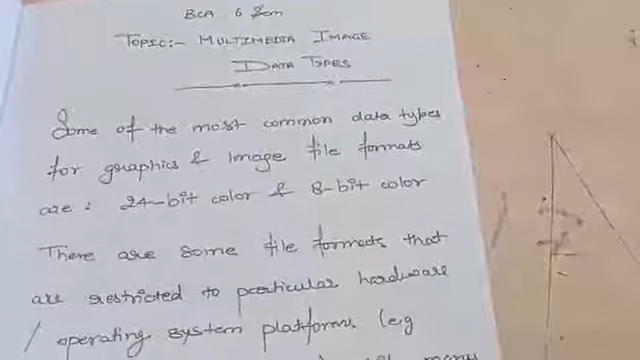 BCA 6 Sem
Topic:- Multimedia Image
Data Types
Some of the most common data types
for graphics & image file formats
are : 24-bit color & 8-bit color
There are some file formats that
are restricted to particular hardware
/ operating system platforms (e.g
many